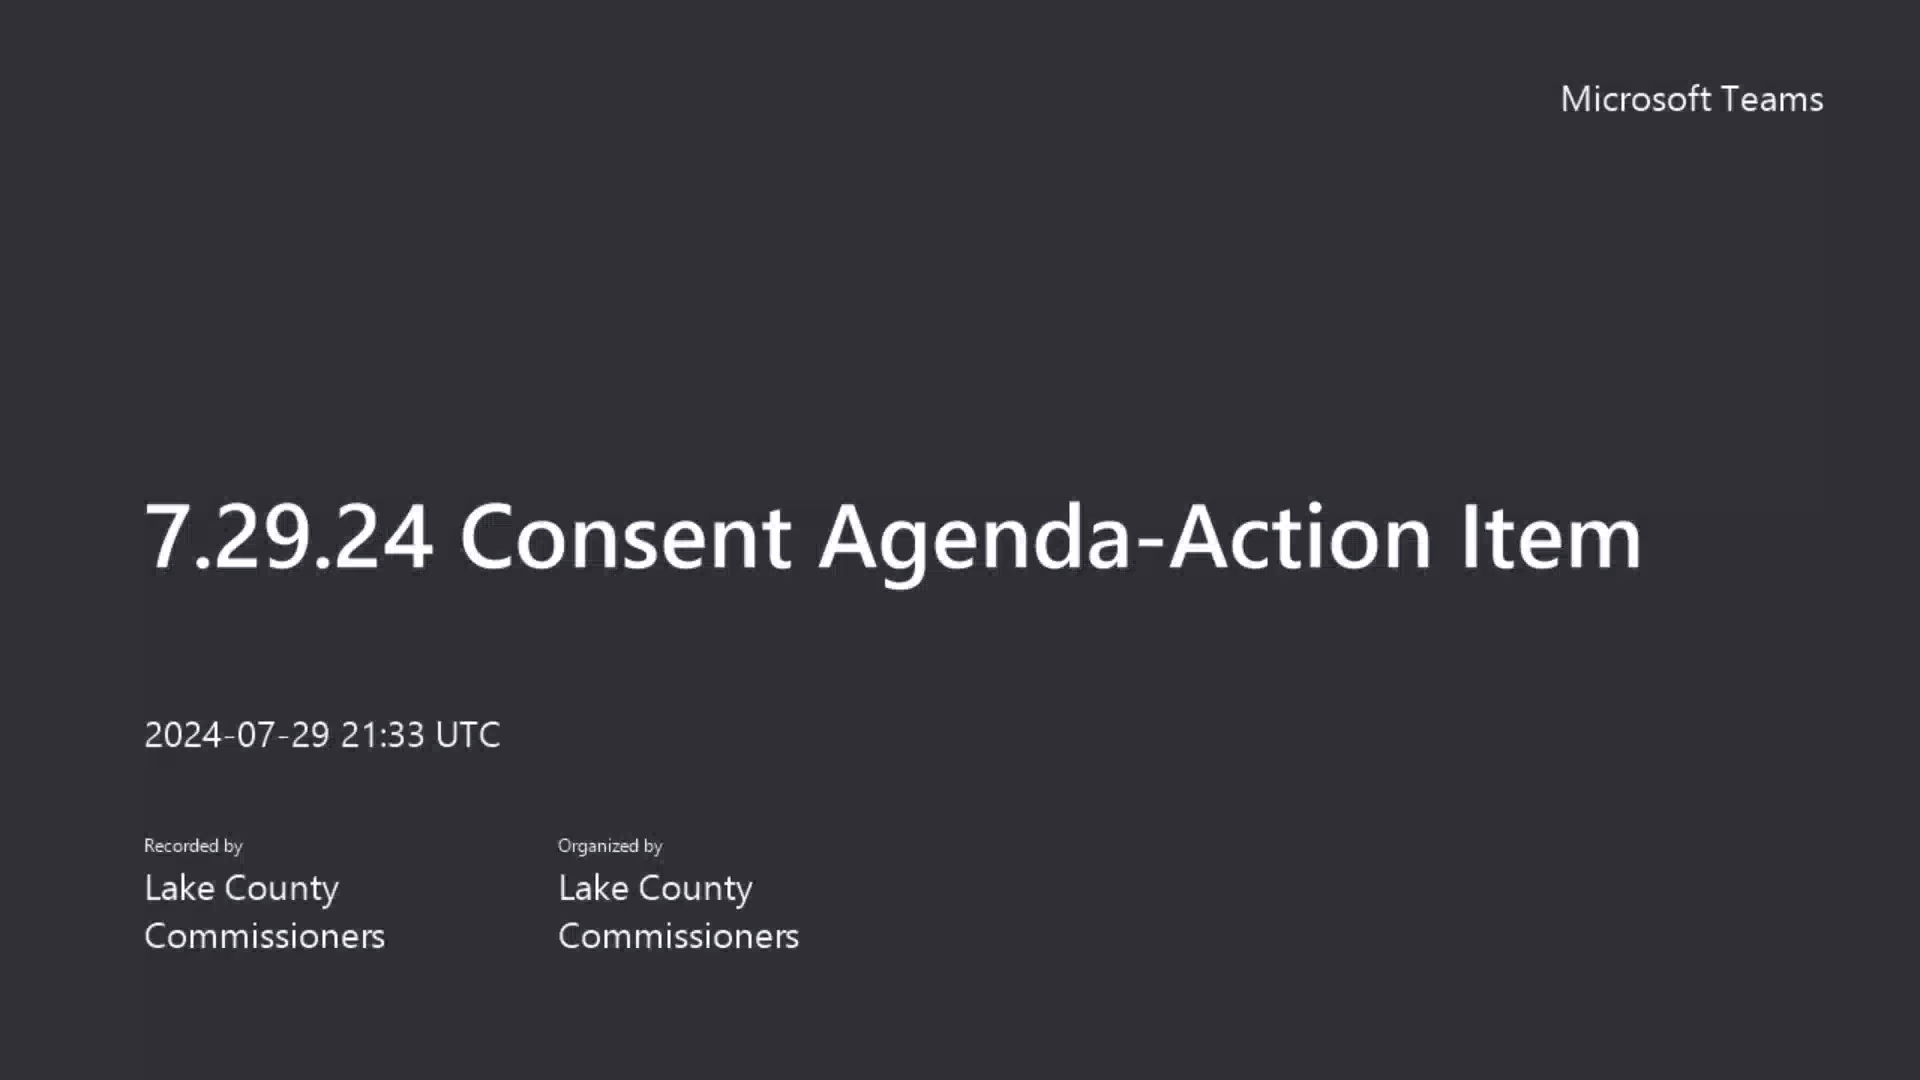 Microsoft Teams
7.29.24 Consent Agenda-Action Item
2024-07-29 21:33 UTC
Recorded by
Lake County
Commissioners
Organized by
Lake County
Commissioners